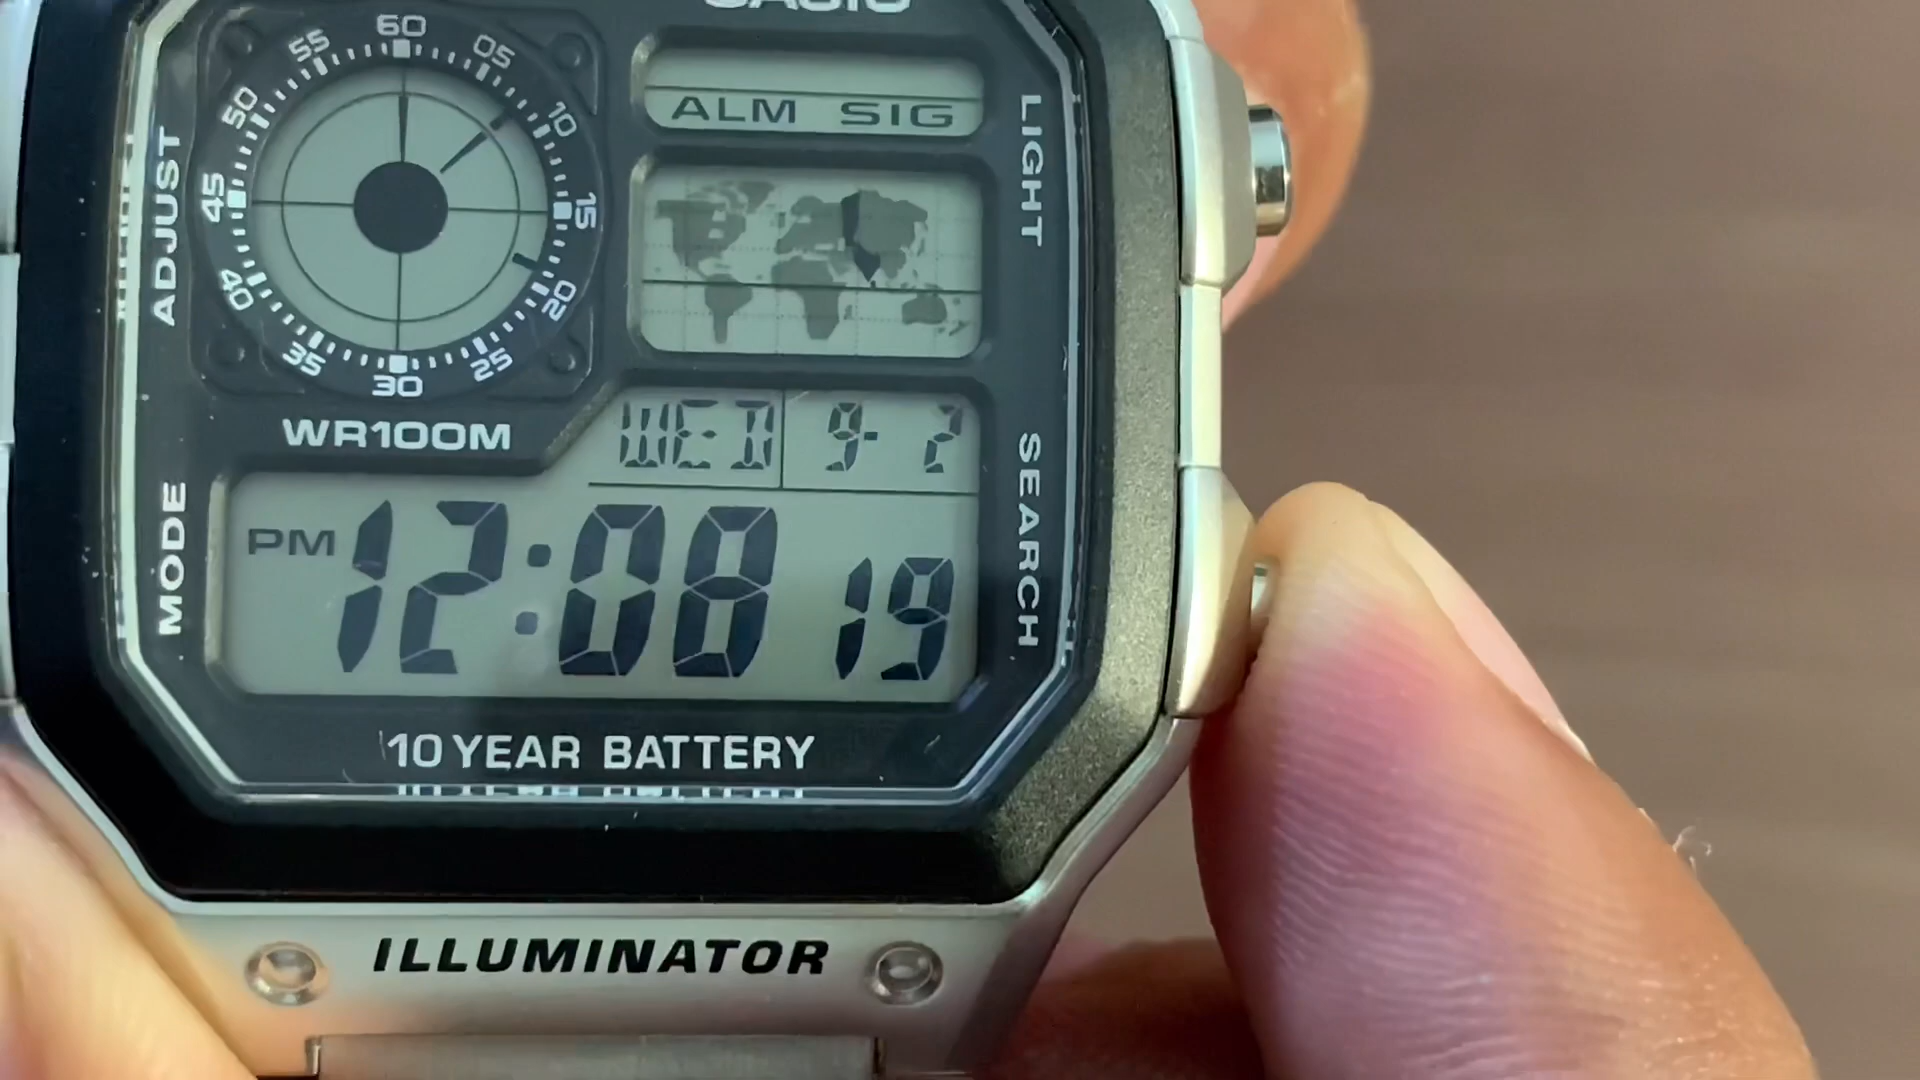 CASIO
60
55 05
50 10
45 15
40 20
35 25
30
ALM SIG
ADJUST
LIGHT
WR100M
WED 9-2
MODE
SEARCH
PM 12:08 19
10 YEAR BATTERY
ILLUMINATOR